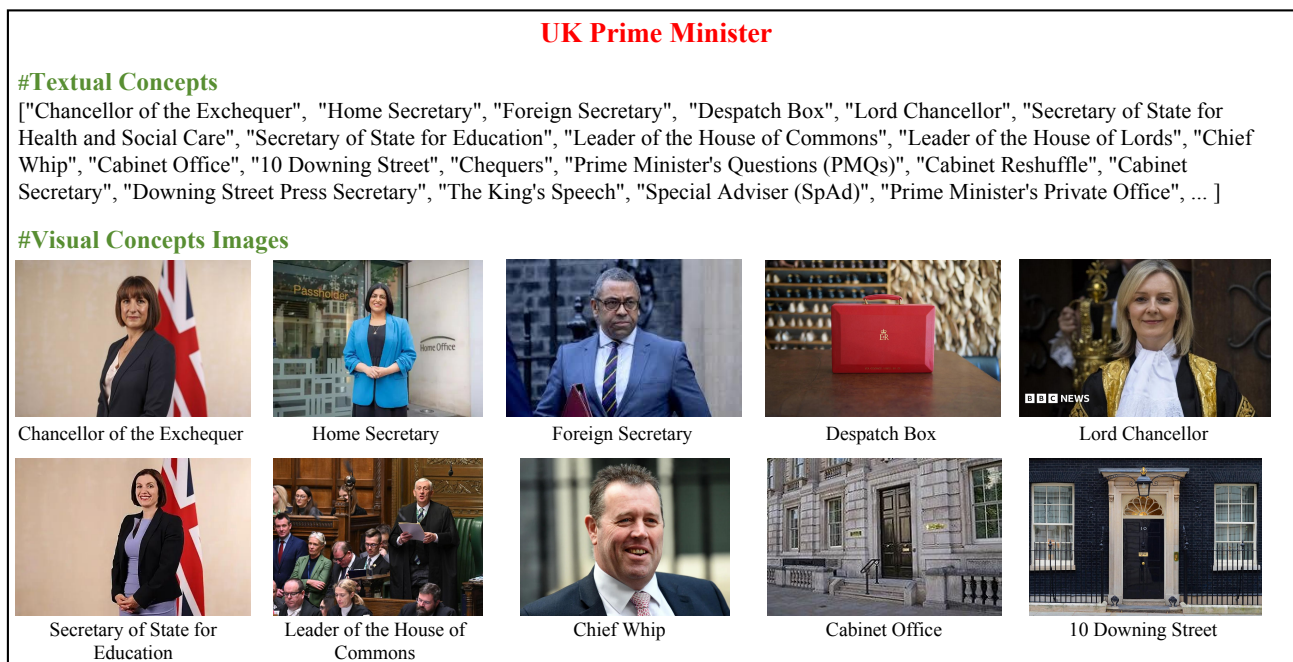 UK Prime Minister
#Textual Concepts
["Chancellor of the Exchequer", "Home Secretary", "Foreign Secretary", "Despatch Box", "Lord Chancellor", "Secretary of State for
Health and Social Care", "Secretary of State for Education", "Leader of the House of Commons", "Leader of the House of Lords", "Chief
Whip", "Cabinet Office", "10 Downing Street", "Chequers", "Prime Minister's Questions (PMQs)", "Cabinet Reshuffle", "Cabinet
Secretary", "Downing Street Press Secretary", "The King's Speech", "Special Adviser (SpAd)", "Prime Minister's Private Office", ... ]
#Visual Concepts Images
Passholder
Home Office
BBC NEWS
Chancellor of the Exchequer
Home Secretary
Foreign Secretary
Despatch Box
Lord Chancellor
10
Secretary of State for
Education
Leader of the House of
Commons
Chief Whip
Cabinet Office
10 Downing Street